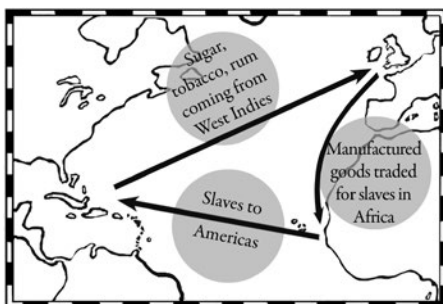 Sugar,
tobacco, rum
coming from
West Indies
Manufactured
goods traded
for slaves in
Africa
Slaves to
Americas